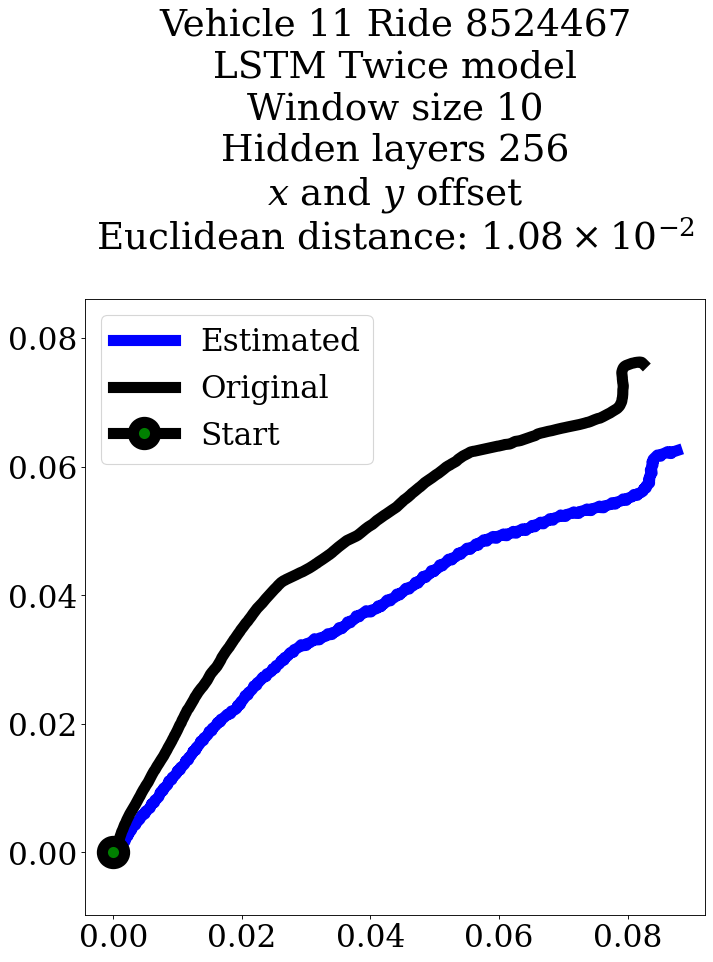 Vehicle 11 Ride 8524467
LSTM Twice model
Window size 10
Hidden layers 256
x and y offset
Euclidean distance: 1.08 × 10⁻²
Estimated
Original
Start
0.08
0.06
0.04
0.02
0.00
0.00 0.02 0.04 0.06 0.08